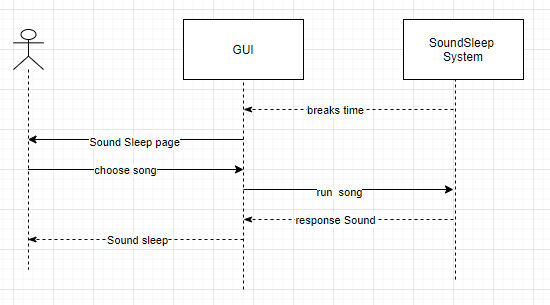 GUI
SoundSleep
System
breaks time
Sound Sleep page
choose song
run song
response Sound
Sound sleep